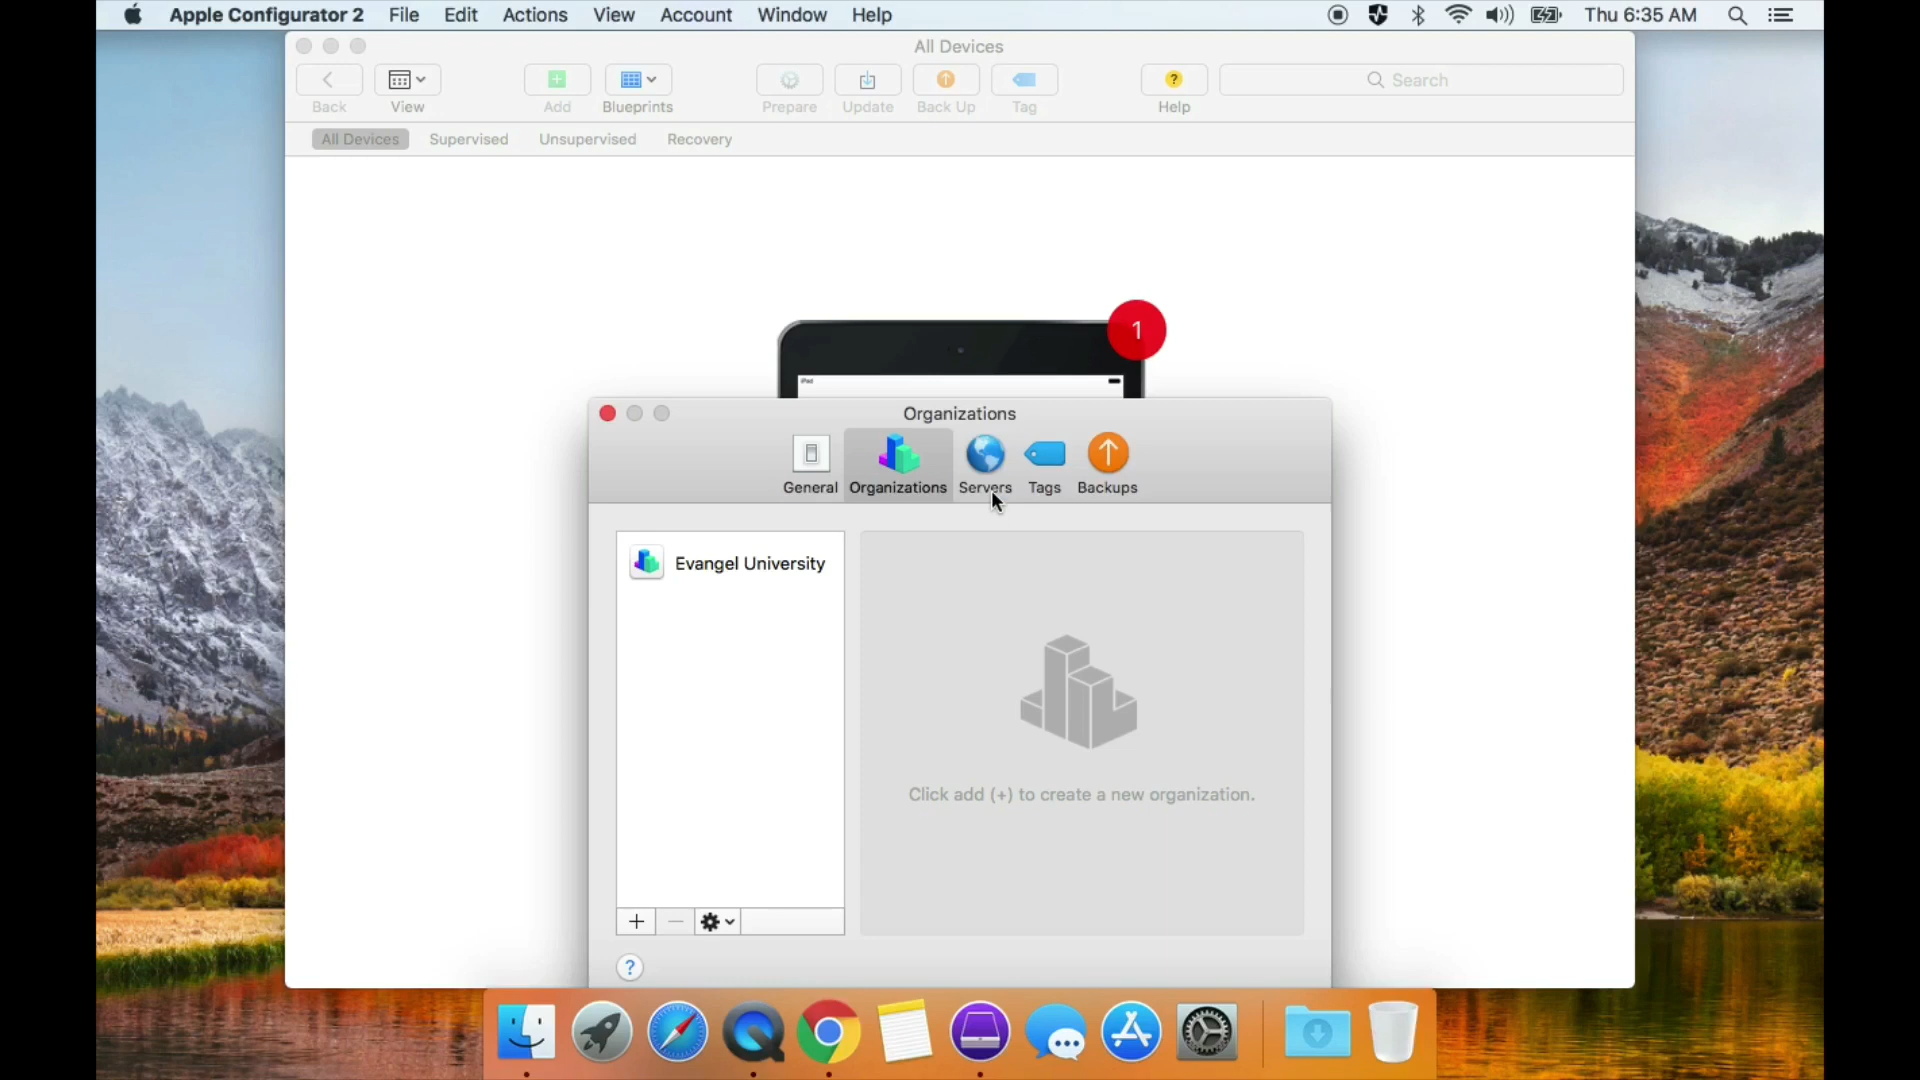 Apple Configurator 2 File Edit Actions View Account Window Help Thu 6:35 AM
All Devices
Search
Back View Add Blueprints Prepare Update Back Up Tag Help
All Devices Supervised Unsupervised Recovery
1
iPad
Organizations
General Organizations Servers Tags Backups
Evangel University
Click add (+) to create a new organization.
?